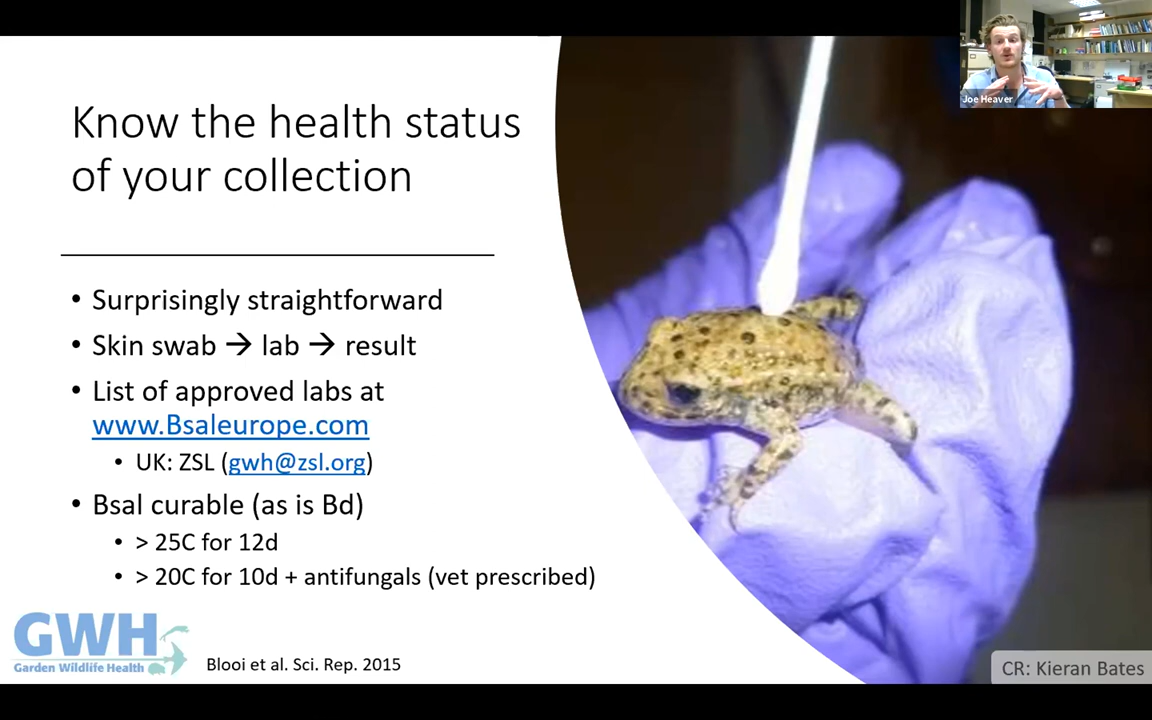 Joe Heaver
Know the health status
of your collection
• Surprisingly straightforward
• Skin swab → lab → result
• List of approved labs at
www.Bsaleurope.com
• UK: ZSL (gwh@zsl.org)
• Bsal curable (as is Bd)
• > 25C for 12d
• > 20C for 10d + antifungals (vet prescribed)
GWH
Garden Wildlife Health
Blooi et al. Sci. Rep. 2015
CR: Kieran Bates